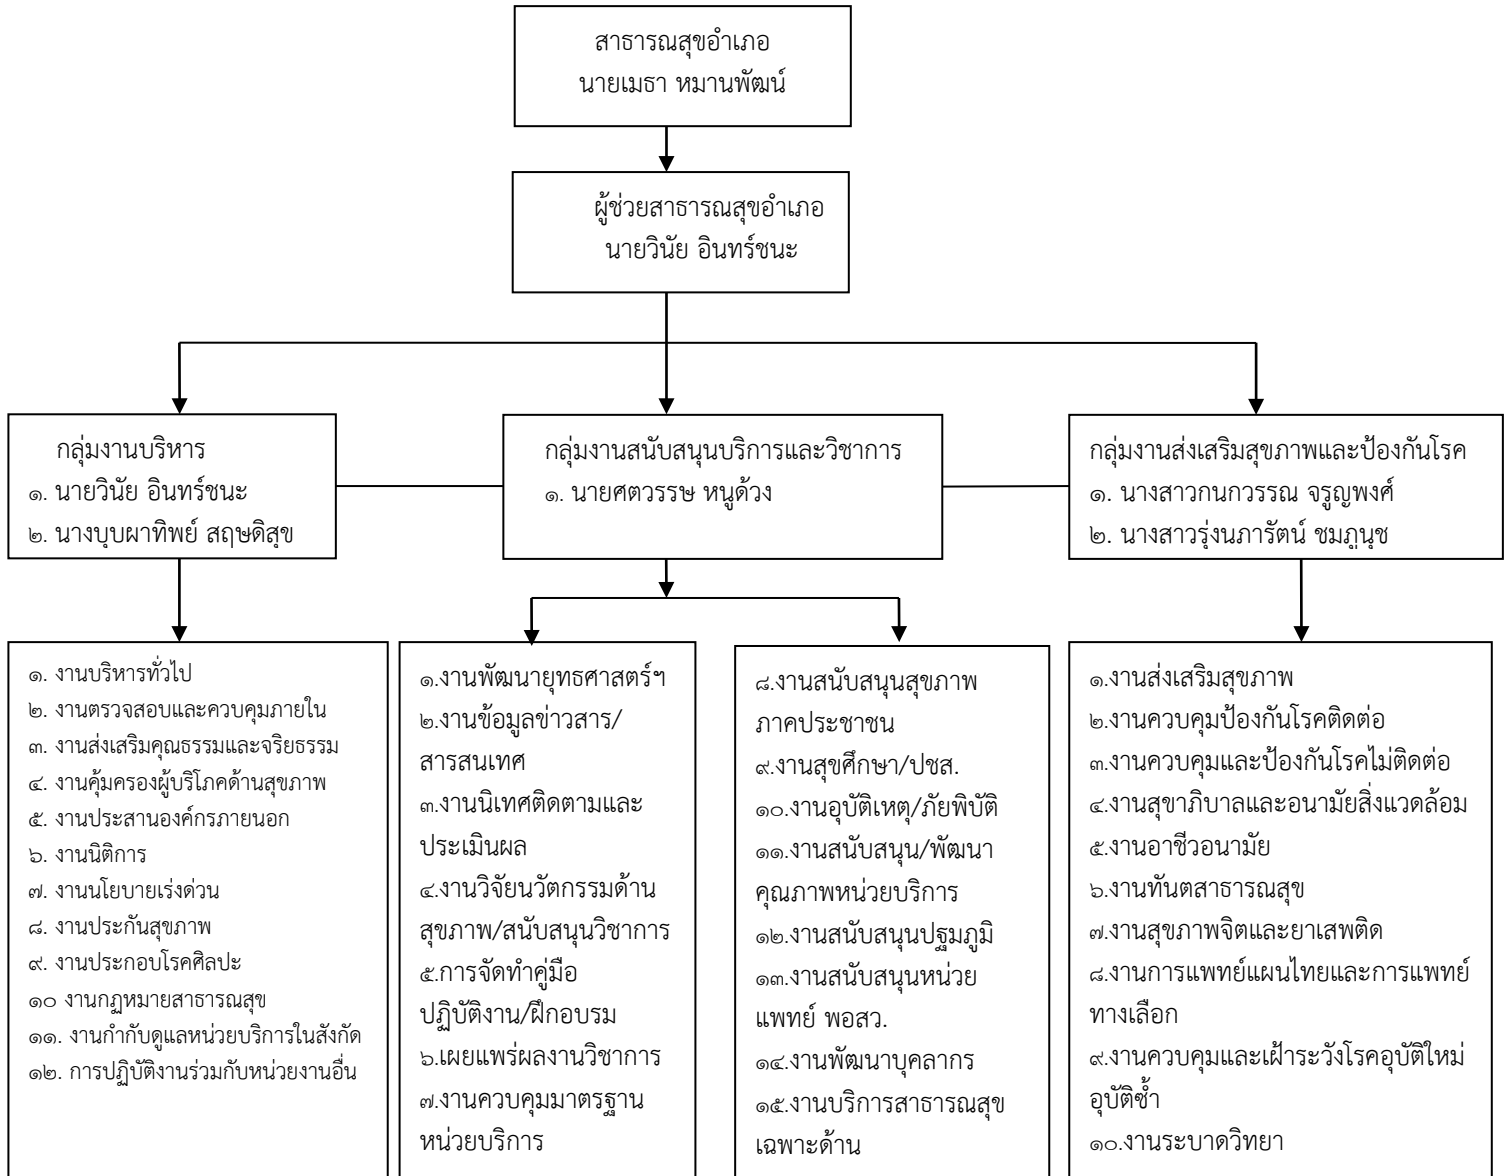 สาธารณสุขอำเภอ
นายเมธา หมานพัฒน์
ผู้ช่วยสาธารณสุขอำเภอ
นายวินัย อินทร์ชนะ
กลุ่มงานบริหาร
๑. นายวินัย อินทร์ชนะ
๒. นางบุบผาทิพย์ สฤษดิสุข
กลุ่มงานสนับสนุนบริการและวิชาการ
๑. นายศตวรรษ หนูด้วง
กลุ่มงานส่งเสริมสุขภาพและป้องกันโรค
๑. นางสาวกนกวรรณ จรูญพงศ์
๒. นางสาวรุ่งนภารัตน์ ชมภูนุช
๑. งานบริหารทั่วไป
๒. งานตรวจสอบและควบคุมภายใน
๓. งานส่งเสริมคุณธรรมและจริยธรรม
๔. งานคุ้มครองผู้บริโภคด้านสุขภาพ
๕. งานประสานองค์กรภายนอก
๖. งานนิติการ
๗. งานนโยบายเร่งด่วน
๘. งานประกันสุขภาพ
๙. งานประกอบโรคศิลปะ
๑๐ งานกฎหมายสาธารณสุข
๑๑. งานกำกับดูแลหน่วยบริการในสังกัด
๑๒. การปฏิบัติงานร่วมกับหน่วยงานอื่น
๑.งานพัฒนายุทธศาสตร์ฯ
๒.งานข้อมูลข่าวสาร/
สารสนเทศ
๓.งานนิเทศติดตามและ
ประเมินผล
๔.งานวิจัยนวัตกรรมด้าน
สุขภาพ/สนับสนุนวิชาการ
๕.การจัดทำคู่มือ
ปฏิบัติงาน/ฝึกอบรม
๖.เผยแพร่ผลงานวิชาการ
๗.งานควบคุมมาตรฐาน
หน่วยบริการ
๘.งานสนับสนุนสุขภาพ
ภาคประชาชน
๙.งานสุขศึกษา/ปชส.
๑๐.งานอุบัติเหตุ/ภัยพิบัติ
๑๑.งานสนับสนุน/พัฒนา
คุณภาพหน่วยบริการ
๑๒.งานสนับสนุนปฐมภูมิ
๑๓.งานสนับสนุนหน่วย
แพทย์ พอสว.
๑๔.งานพัฒนาบุคลากร
๑๕.งานบริการสาธารณสุข
เฉพาะด้าน
๑.งานส่งเสริมสุขภาพ
๒.งานควบคุมป้องกันโรคติดต่อ
๓.งานควบคุมและป้องกันโรคไม่ติดต่อ
๔.งานสุขาภิบาลและอนามัยสิ่งแวดล้อม
๕.งานอาชีวอนามัย
๖.งานทันตสาธารณสุข
๗.งานสุขภาพจิตและยาเสพติด
๘.งานการแพทย์แผนไทยและการแพทย์
ทางเลือก
๙.งานควบคุมและเฝ้าระวังโรคอุบัติใหม่
อุบัติซ้ำ
๑๐.งานระบาดวิทยา